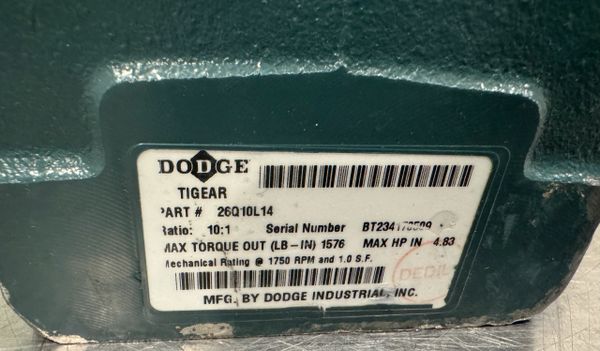 DODGE
TIGEAR
PART # 26Q10L14
Ratio: 10:1 Serial Number
MAX TORQUE OUT (LB-IN) 1576 MAX HP IN 4.83
Mechanical Rating @ 1750 RPM and 1.0 S.F.
MFG. BY DODGE INDUSTRIAL, INC.